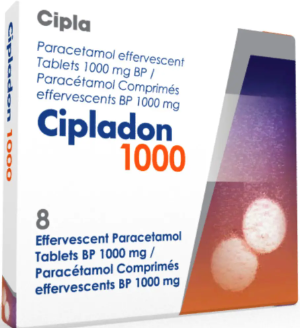 Cipla
Paracetamol effervescent
Tablets 1000 mg BP /
Paracétamol Comprimés
effervescents BP 1000 mg
Cipladon
1000
8
Effervescent Paracetamol
Tablets BP 1000 mg /
Paracétamol Comprimés
effervescents BP 1000 mg
Cipladon 1000